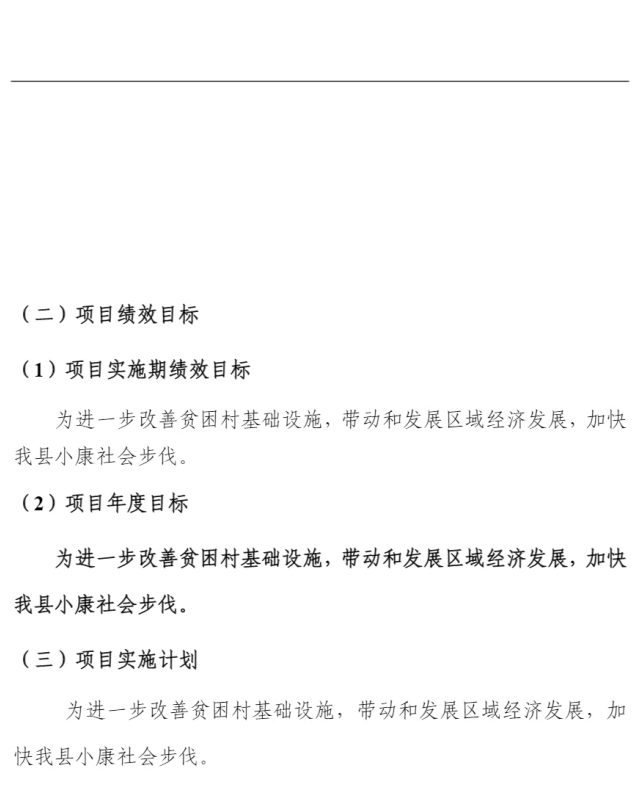 （二）项目绩效目标
（1）项目实施期绩效目标
为进一步改善贫困村基础设施，带动和发展区域经济发展，加快
我县小康社会步伐。
（2）项目年度目标
为进一步改善贫困村基础设施，带动和发展区域经济发展，加快
我县小康社会步伐。
（三）项目实施计划
为进一步改善贫困村基础设施，带动和发展区域经济发展，加
快我县小康社会步伐。